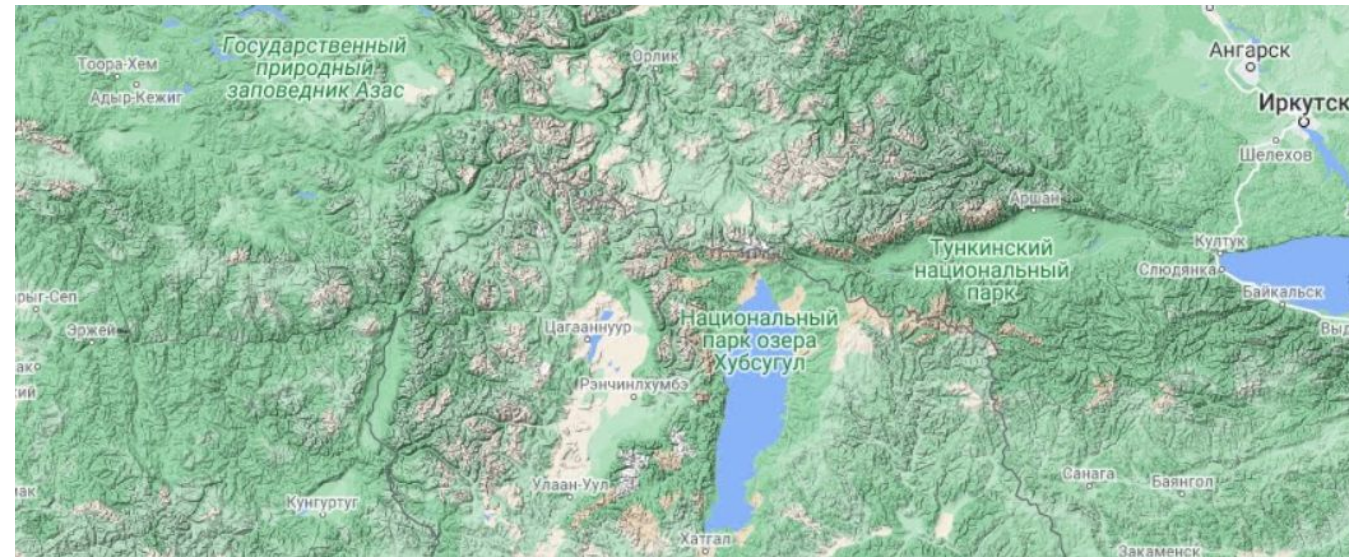 Государственный
природный
заповедник Азас
Тоора-Хем
Адыр-Кежиг
Орлик
Ангарск
Иркутск
Шелехов
Аршан
Тункинский
национальный
парк
Култук
Слюдянка
Байкальск
Эржей
Цагааннуур
Национальный
парк озера
Хубсугул
Рэнчинлхумбэ
Улаан-Уул
Кунгуртуг
Хатгал
Санага
Баянгол
Закаменск